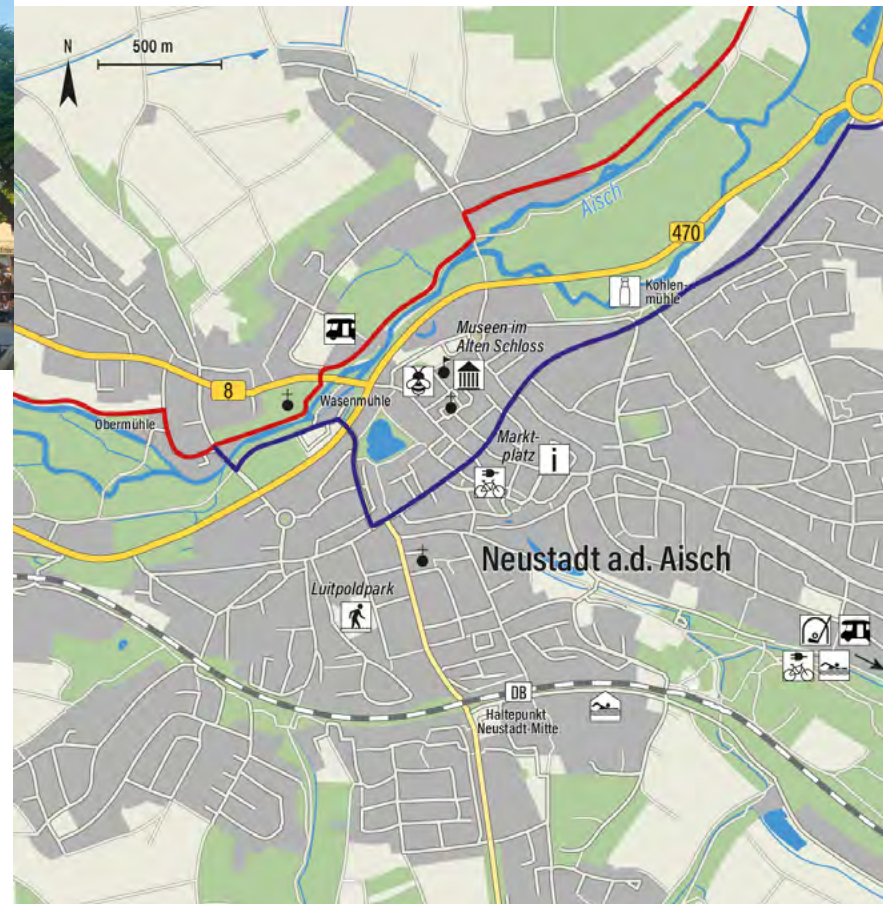 N
500 m
Aisch
470
Kohlen-
mühle
Museen im
Alten Schloss
8
Wasenmühle
Obermühle
Markt-
platz
i
Neustadt a.d. Aisch
Luitpoldpark
DB
Haltepunkt
Neustadt-Mitte